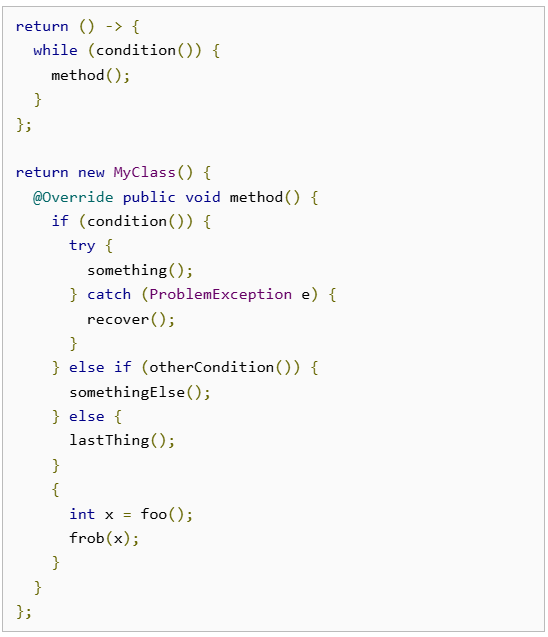 return () -> {
  while (condition()) {
    method();
  }
};

return new MyClass() {
  @Override public void method() {
    if (condition()) {
      try {
        something();
      } catch (ProblemException e) {
        recover();
      }
    } else if (otherCondition()) {
      somethingElse();
    } else {
      lastThing();
    }
    {
      int x = foo();
      frob(x);
    }
  }
};